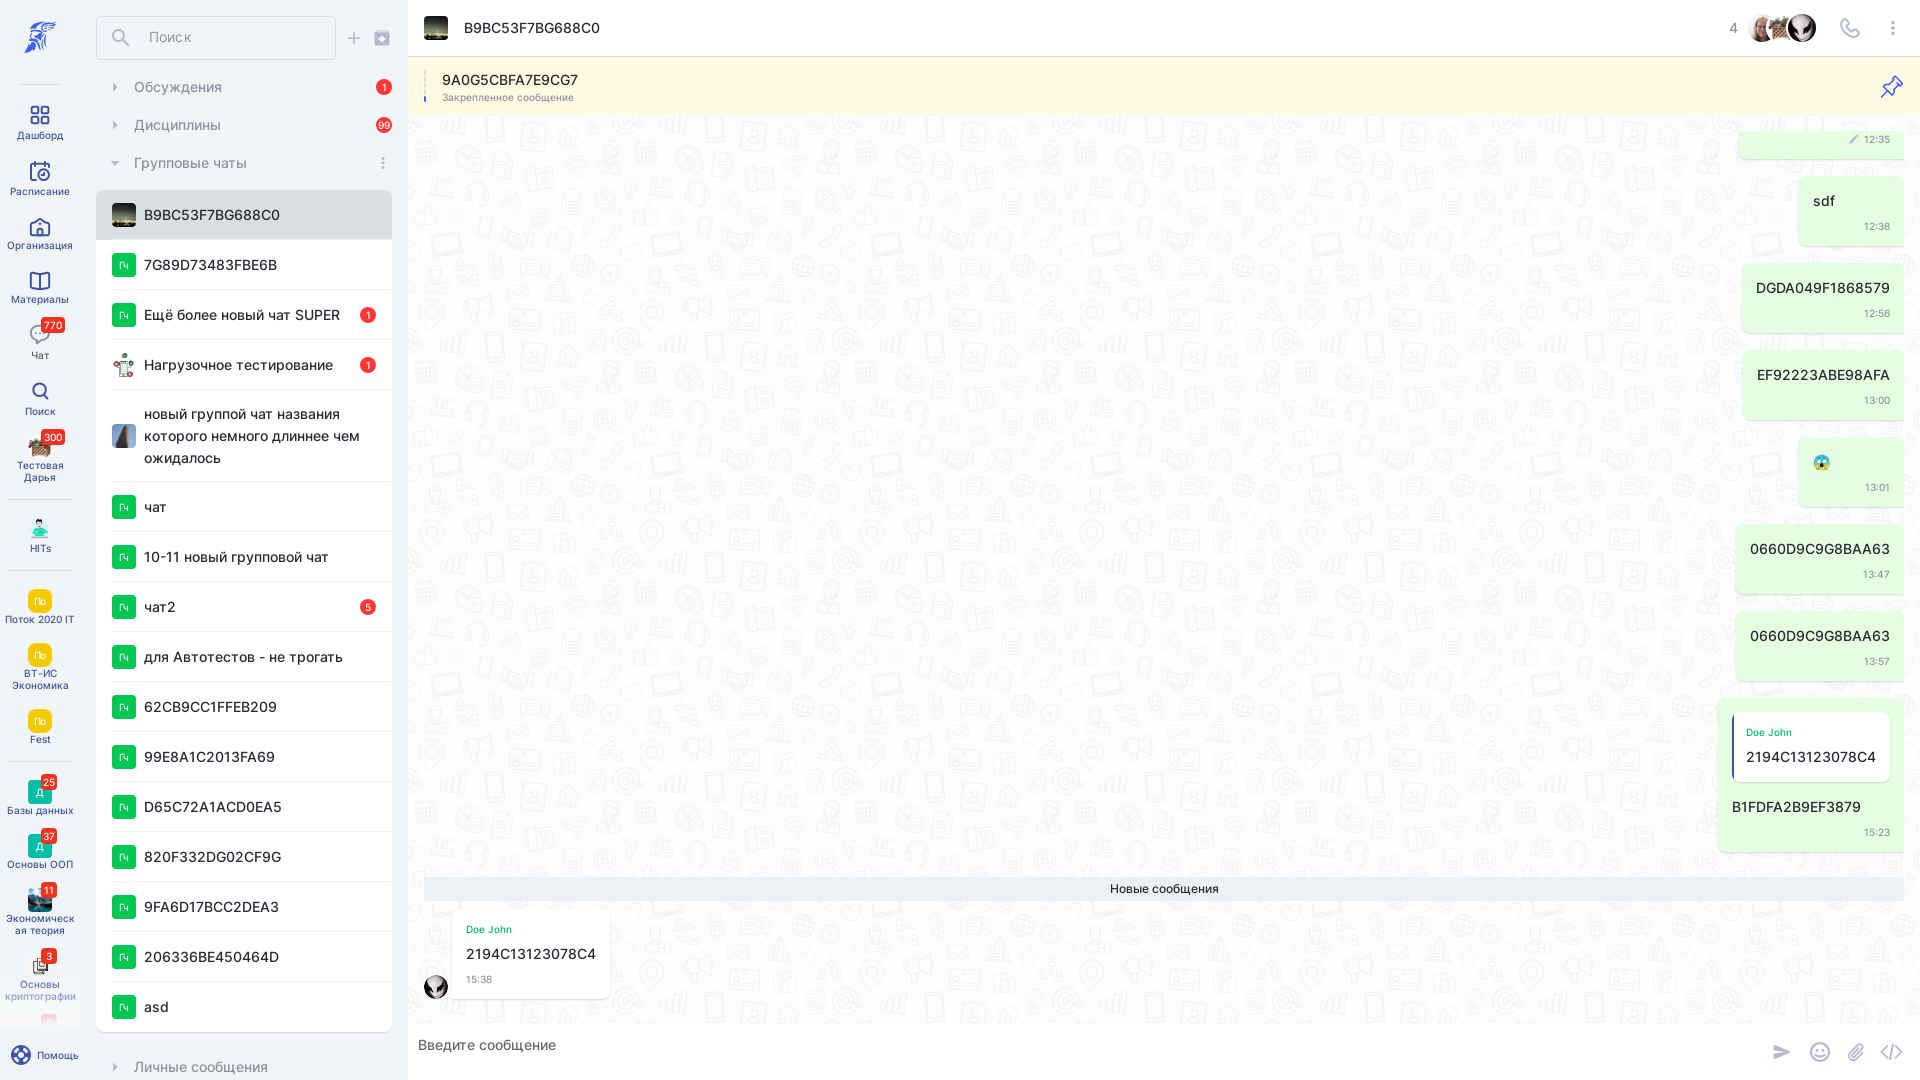 Дашборд
Расписание
Организация
Материалы
770
Чат
Поиск
300
Тестовая
Дарья
HITs
По
Поток 2020 IT
По
ВТ-ИС
Экономика
По
Fest
25
Д
Базы данных
37
Д
Основы ООП
11
Экономическ
ая теория
3
Основы
криптографии
Помощь
Поиск
Обсуждения
1
Дисциплины
99
Групповые чаты
B9BC53F7BG688C0
Гч
7G89D73483FBE6B
Гч
Ещё более новый чат SUPER
1
Нагрузочное тестирование
1
новый группой чат названия
которого немного длиннее чем
ожидалось
Гч
чат
Гч
10-11 новый групповой чат
Гч
чат2
5
Гч
для Автотестов - не трогать
Гч
62CB9CC1FFEB209
Гч
99E8A1C2013FA69
Гч
D65C72A1ACD0EA5
Гч
820F332DG02CF9G
Гч
9FA6D17BCC2DEA3
Гч
206336BE450464D
Гч
asd
Личные сообщения
B9BC53F7BG688C0
4
9A0G5CBFA7E9CG7
Закрепленное сообщение
12:35
sdf
12:38
DGDA049F1868579
12:56
EF92223ABE98AFA
13:00
13:01
0660D9C9G8BAA63
13:47
0660D9C9G8BAA63
13:57
Doe John
2194C13123078C4
B1FDFA2B9EF3879
15:23
Новые сообщения
Doe John
2194C13123078C4
15:38
Введите сообщение